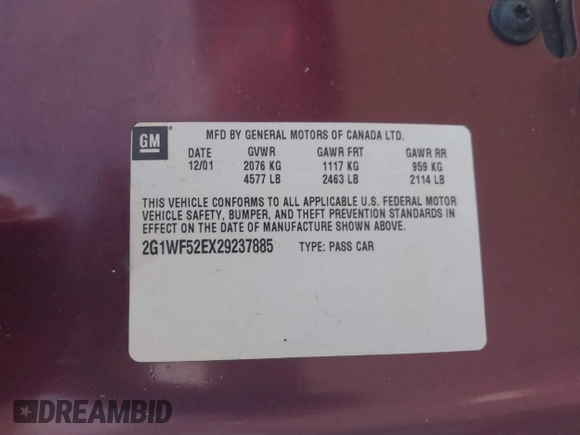 GM
MFD BY GENERAL MOTORS OF CANADA LTD.
DATE GVWR GAWR FRT GAWR RR
12/01 2076 KG 1117 KG 959 KG
4577 LB 2463 LB 2114 LB
THIS VEHICLE CONFORMS TO ALL APPLICABLE U.S. FEDERAL MOTOR
VEHICLE SAFETY, BUMPER, AND THEFT PREVENTION STANDARDS IN
EFFECT ON THE DATE OF MANUFACTURE SHOWN ABOVE.
2G1WF52EX29237885 TYPE: PASS CAR
DREAMBID